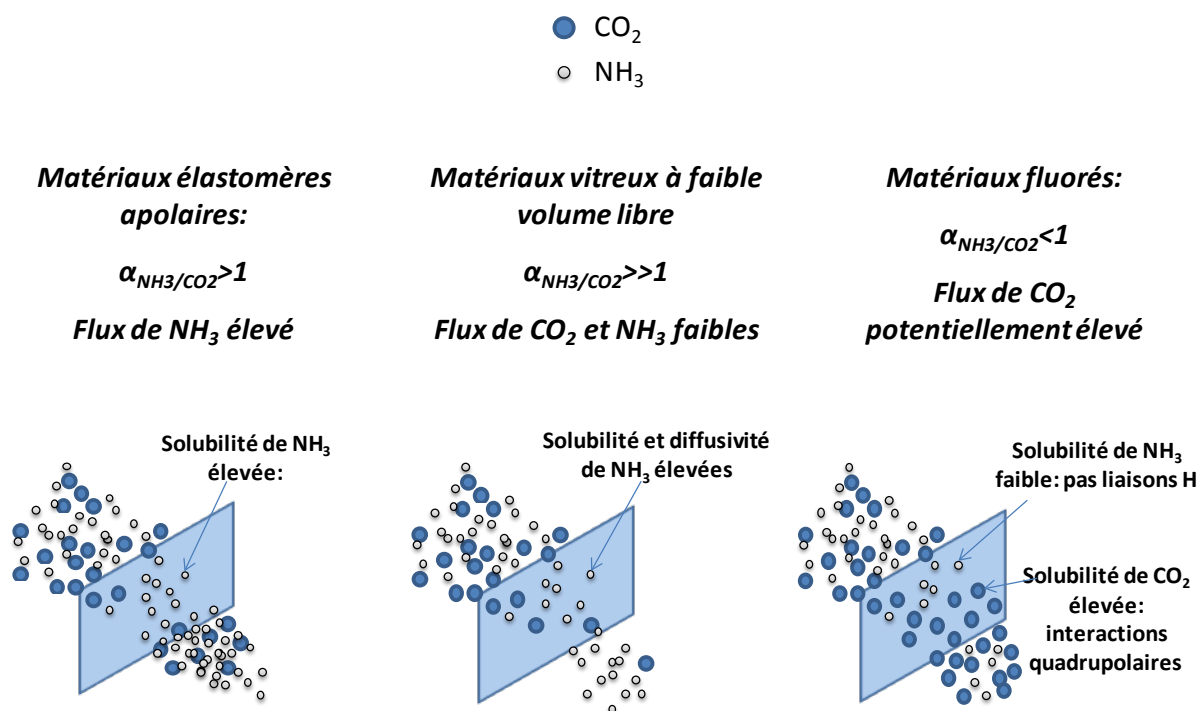 CO2
NH3
Matériaux élastomères
apolaires:
αNH3/CO2>1
Flux de NH3 élevé
Matériaux vitreux à faible
volume libre
αNH3/CO2>>1
Flux de CO2 et NH3 faibles
Matériaux fluorés:
αNH3/CO2<1
Flux de CO2
potentiellement élevé
Solubilité de NH3
élevée:
Solubilité et diffusivité
de NH3 élevées
Solubilité de NH3
faible: pas liaisons H
Solubilité de CO2
élevée:
interactions
quadrupolaires